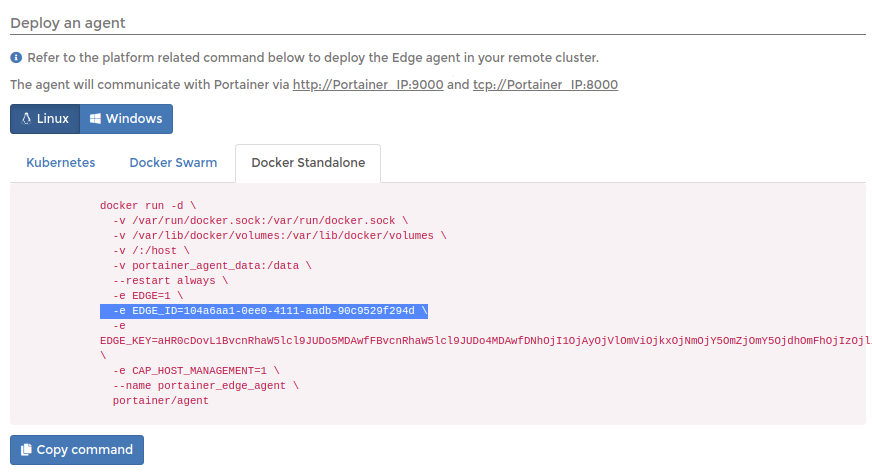 Deploy an agent
Refer to the platform related command below to deploy the Edge agent in your remote cluster.
The agent will communicate with Portainer via http://Portainer_IP:9000 and tcp://Portainer_IP:8000
Linux Windows
Kubernetes Docker Swarm Docker Standalone
docker run -d \
-v /var/run/docker.sock:/var/run/docker.sock \
-v /var/lib/docker/volumes:/var/lib/docker/volumes \
-v /:/host \
-v portainer_agent_data:/data \
--restart always \
-e EDGE=1 \
-e EDGE_ID=104a6aa1-0ee0-4111-aadb-90c9529f294d \
-e
EDGE_KEY=aHR0cDovL1BvcnRhaW5lcl9JUDo5MDAwfFBvcnRhaW5lcl9JUDo4MDAwfDNhOjI1OjAyOjVlOmViOjkxOjNmOjY5OmZjOmY5OjdhOmFhOjIzOjl
\
-e CAP_HOST_MANAGEMENT=1 \
--name portainer_edge_agent \
portainer/agent
Copy command